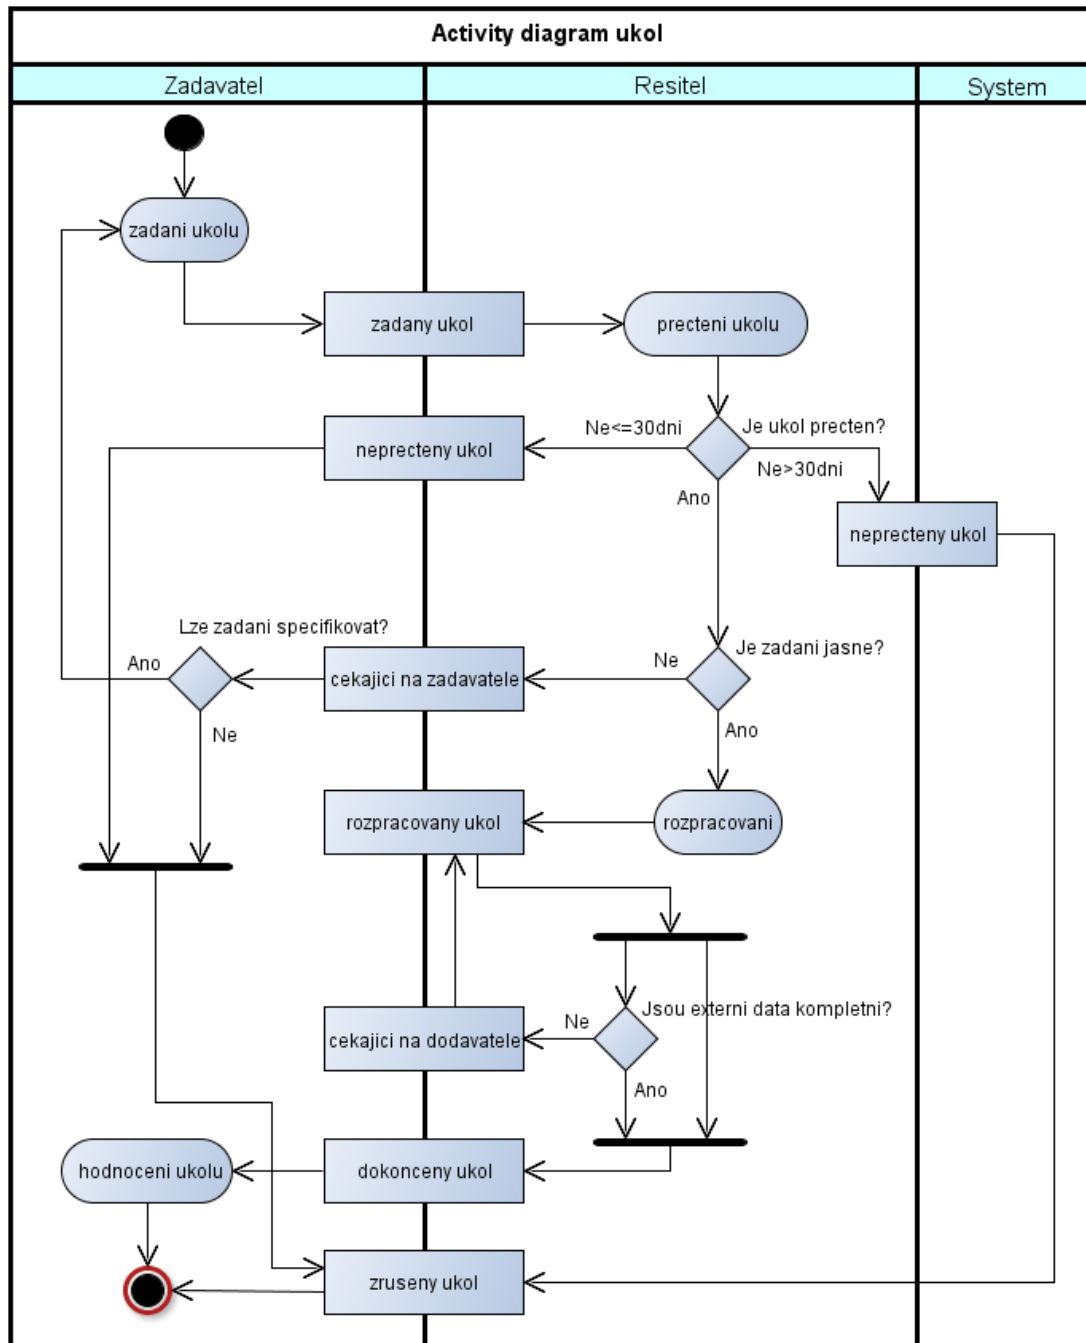 Activity diagram ukol
Zadavatel
Resitel
System
zadani ukolu
zadany ukol
precteni ukolu
Ne<=30dni
Je ukol precten?
neprecteny ukol
Ne>30dni
Ano
neprecteny ukol
Lze zadani specifikovat?
Je zadani jasne?
Ano
Ne
cekajici na zadavatele
Ne
Ano
rozpracovany ukol
rozpracovani
Jsou externi data kompletni?
Ne
cekajici na dodavatele
Ano
hodnoceni ukolu
dokonceny ukol
zruseny ukol